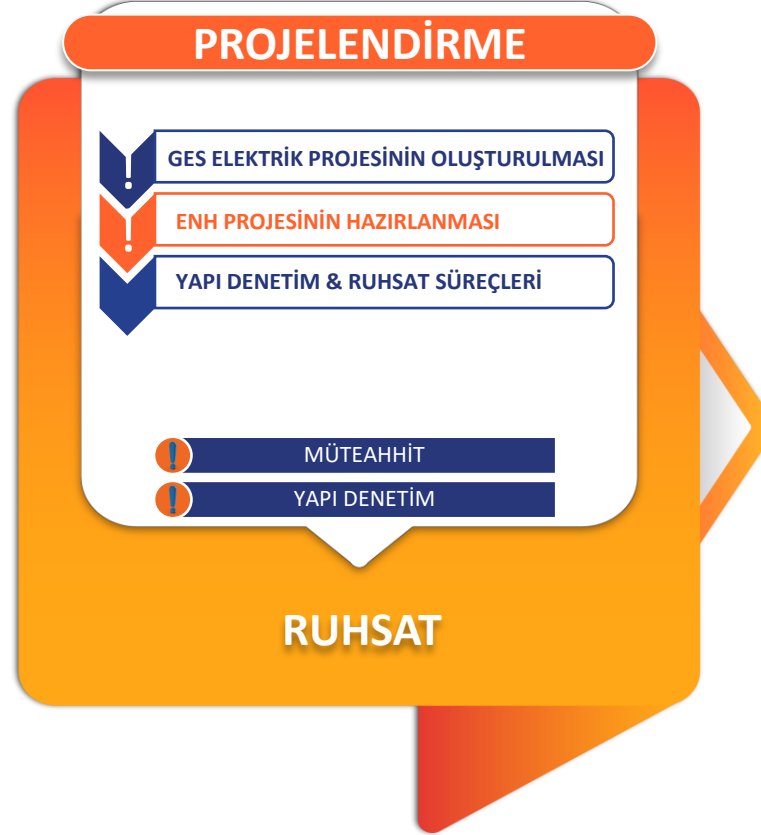 PROJELENDİRME
GES ELEKTRİK PROJESİNİN OLUŞTURULMASI
ENH PROJESİNİN HAZIRLANMASI
YAPI DENETİM & RUHSAT SÜREÇLERİ
MÜTEAHHİT
YAPI DENETİM
RUHSAT